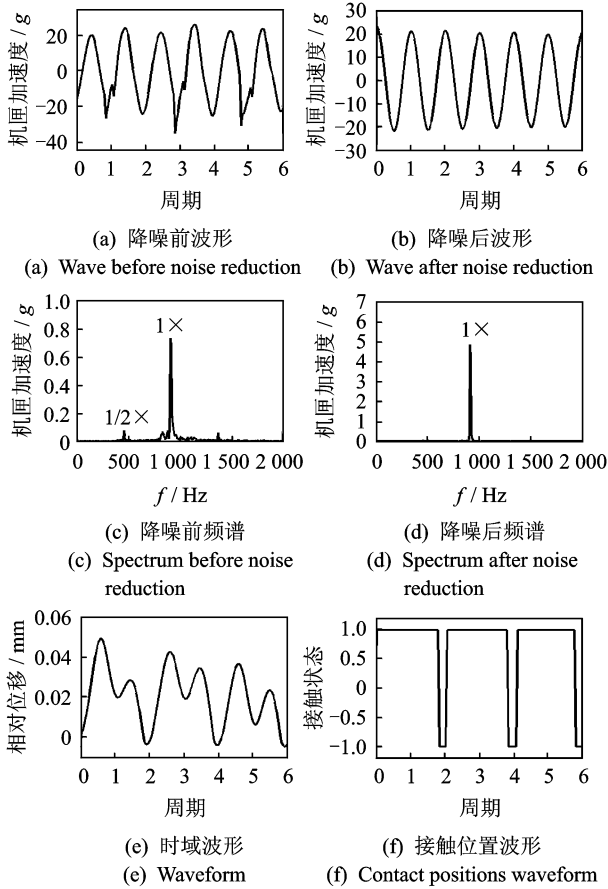 机匣加速度 / g
20
0
−20
−40
0 1 2 3 4 5 6
周期
(a) 降噪前波形
(a) Wave before noise reduction
机匣加速度 / g
30
20
10
0
−10
−20
−30
0 1 2 3 4 5 6
周期
(b) 降噪后波形
(b) Wave after noise reduction
机匣加速度 / g
1.0
0.8
0.6
0.4
0.2
0
1×
1/2×
0 500 1 000 1 500 2 000
f / Hz
(c) 降噪前频谱
(c) Spectrum before noise
reduction
机匣加速度 / g
7
6
5
4
3
2
1
0
1×
0 500 1 000 1 500 2 000
f / Hz
(d) 降噪后频谱
(d) Spectrum after noise
reduction
相对位移 / mm
0.06
0.04
0.02
0
0 1 2 3 4 5 6
周期
(e) 时域波形
(e) Waveform
接触状态
1.0
0.5
0
−0.5
−1.0
0 1 2 3 4 5 6
周期
(f) 接触位置波形
(f) Contact positions waveform